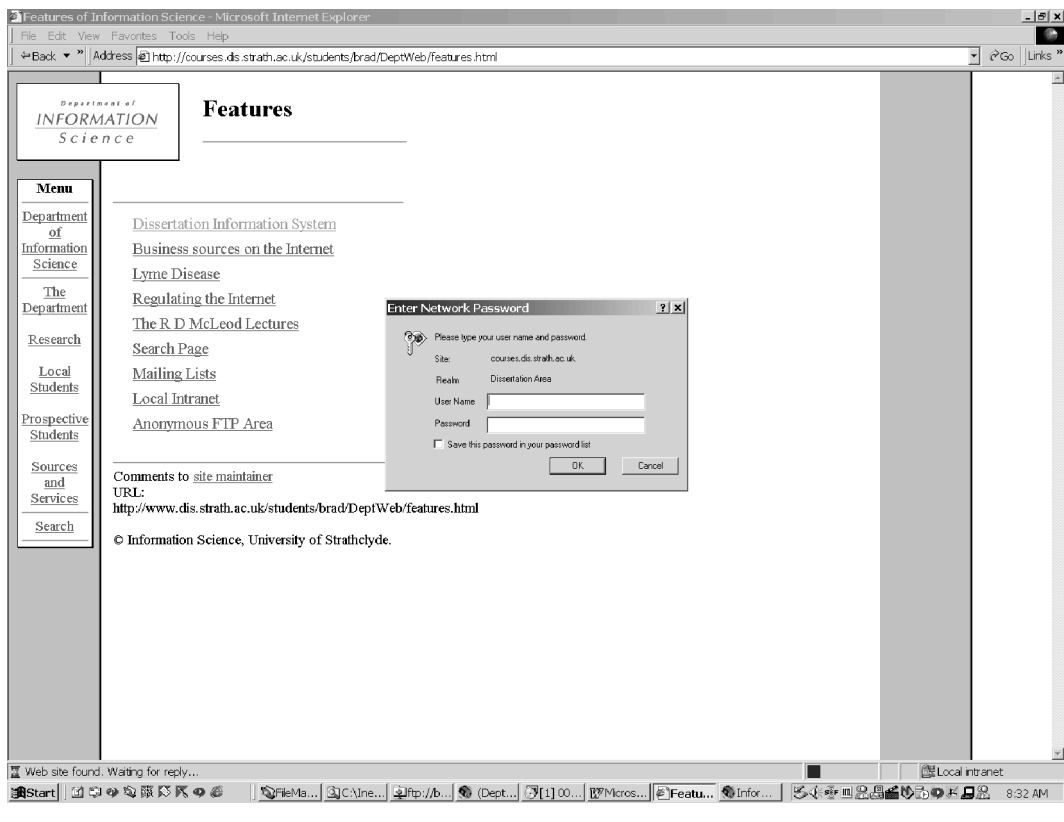 Features of Information Science - Microsoft Internet Explorer
File Edit View Favorites Tools Help
Back » Address http://courses.dis.strath.ac.uk/students/brad/DeptWeb/features.html Go Links »
Department of
INFORMATION
Science
Features
Menu
Department
of
Information
Science
The
Department
Research
Local
Students
Prospective
Students
Sources
and
Services
Search
Dissertation Information System
Business sources on the Internet
Lyme Disease
Regulating the Internet
The R D McLeod Lectures
Search Page
Mailing Lists
Local Intranet
Anonymous FTP Area
Comments to site maintainer
URL:
http://www.dis.strath.ac.uk/students/brad/DeptWeb/features.html
© Information Science, University of Strathclyde.
Enter Network Password
Please type your user name and password.
Site: courses.dis.strath.ac.uk
Realm Dissertation Area
User Name
Password
Save this password in your password list
OK Cancel
Web site found. Waiting for reply... Local intranet
Start FileMa... C:\Ine... ftp://b... (Dept... [1] 00... Micros... Featu... Infor... 8:32 AM